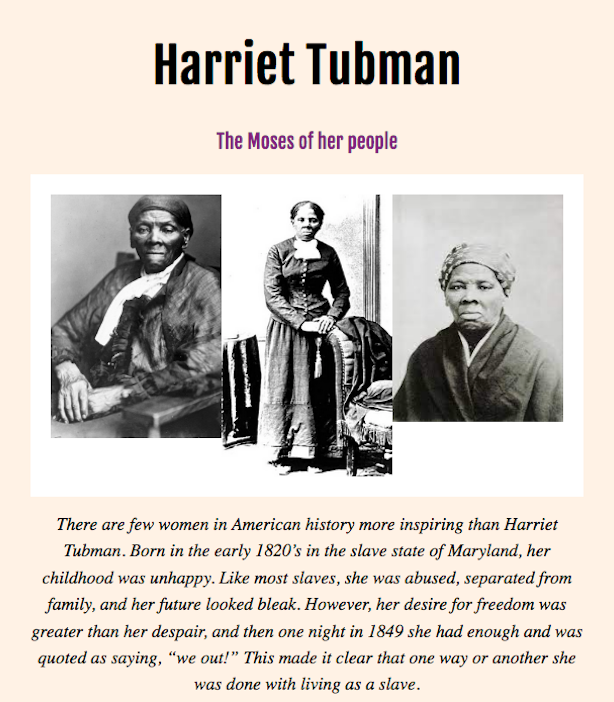 Harriet Tubman
The Moses of her people
There are few women in American history more inspiring than Harriet
Tubman. Born in the early 1820’s in the slave state of Maryland, her
childhood was unhappy. Like most slaves, she was abused, separated from
family, and her future looked bleak. However, her desire for freedom was
greater than her despair, and then one night in 1849 she had enough and was
quoted as saying, “we out!” This made it clear that one way or another she
was done with living as a slave.